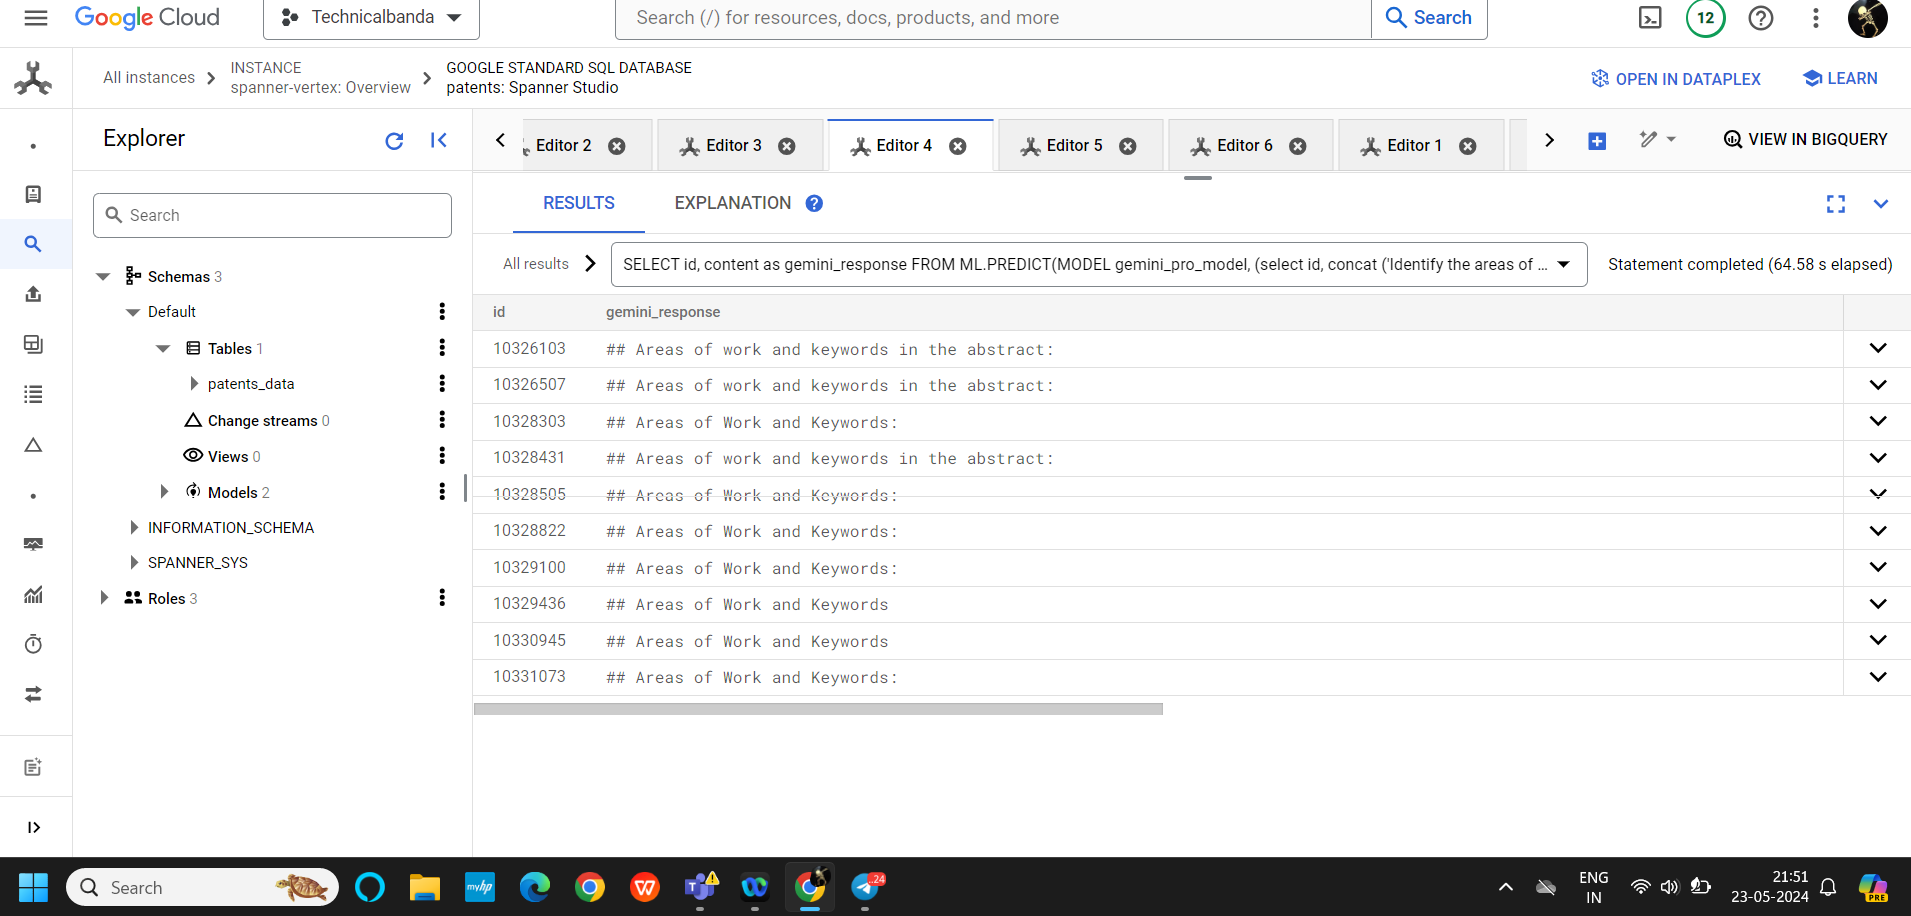 Google Cloud
Technicalbanda
Search (/) for resources, docs, products, and more
Search
12
All instances
INSTANCE
spanner-vertex: Overview
GOOGLE STANDARD SQL DATABASE
patents: Spanner Studio
OPEN IN DATAPLEX
LEARN
Explorer
Search
Schemas 3
Default
Tables 1
patents_data
Change streams 0
Views 0
Models 2
INFORMATION_SCHEMA
SPANNER_SYS
Roles 3
Editor 2
Editor 3
Editor 4
Editor 5
Editor 6
Editor 1
VIEW IN BIGQUERY
RESULTS
EXPLANATION
All results
SELECT id, content as gemini_response FROM ML.PREDICT(MODEL gemini_pro_model, (select id, concat ('Identify the areas of ...
Statement completed (64.58 s elapsed)
id gemini_response
10326103 ## Areas of work and keywords in the abstract:
10326507 ## Areas of work and keywords in the abstract:
10328303 ## Areas of Work and Keywords:
10328431 ## Areas of work and keywords in the abstract:
10328505 ## Areas of Work and Keywords:
10328822 ## Areas of Work and Keywords:
10329100 ## Areas of Work and Keywords:
10329436 ## Areas of Work and Keywords
10330945 ## Areas of Work and Keywords
10331073 ## Areas of Work and Keywords:
Search
myhp
W
T
24
ENG
IN
21:51
23-05-2024
PRE